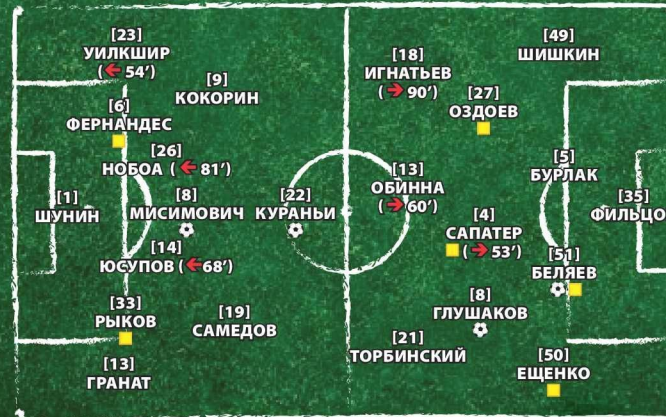 [23]
УИЛКШИР
(← 54′)
[6]
ФЕРНАНДЕС
[9]
КОКОРИН
[26]
НОБОА (← 81′)
[1]
ШУНИН
[8]
МИСИМОВИЧ
[22]
КУРАНЬИ
[14]
ЮСУПОВ (← 68′)
[33]
РЫКОВ
[19]
САМЕДОВ
[13]
ГРАНАТ
[49]
ШИШКИН
[18]
ИГНАТЬЕВ
(→ 90′)
[27]
ОЗДОЕВ
[5]
БУРЛАК
[13]
ОБИННА
(→ 60′)
[35]
ФИЛЬЦО
[4]
САПАТЕР
(→ 53′)
[51]
БЕЛЯЕВ
[8]
ГЛУШАКОВ
[21]
ТОРБИНСКИЙ
[50]
ЕЩЕНКО